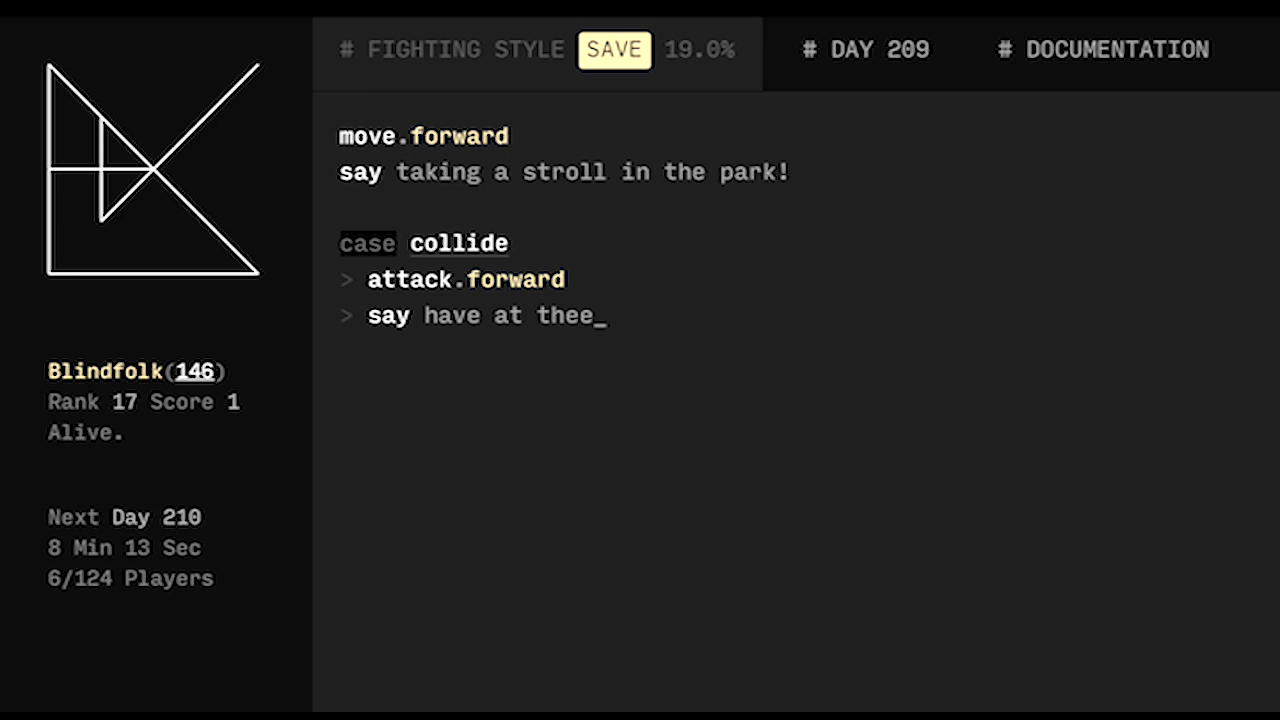 # FIGHTING STYLE SAVE 19.0% # DAY 209 # DOCUMENTATION
move.forward
say taking a stroll in the park!
case collide
> attack.forward
> say have at thee_
Blindfolk(146)
Rank 17 Score 1
Alive.
Next Day 210
8 Min 13 Sec
6/124 Players